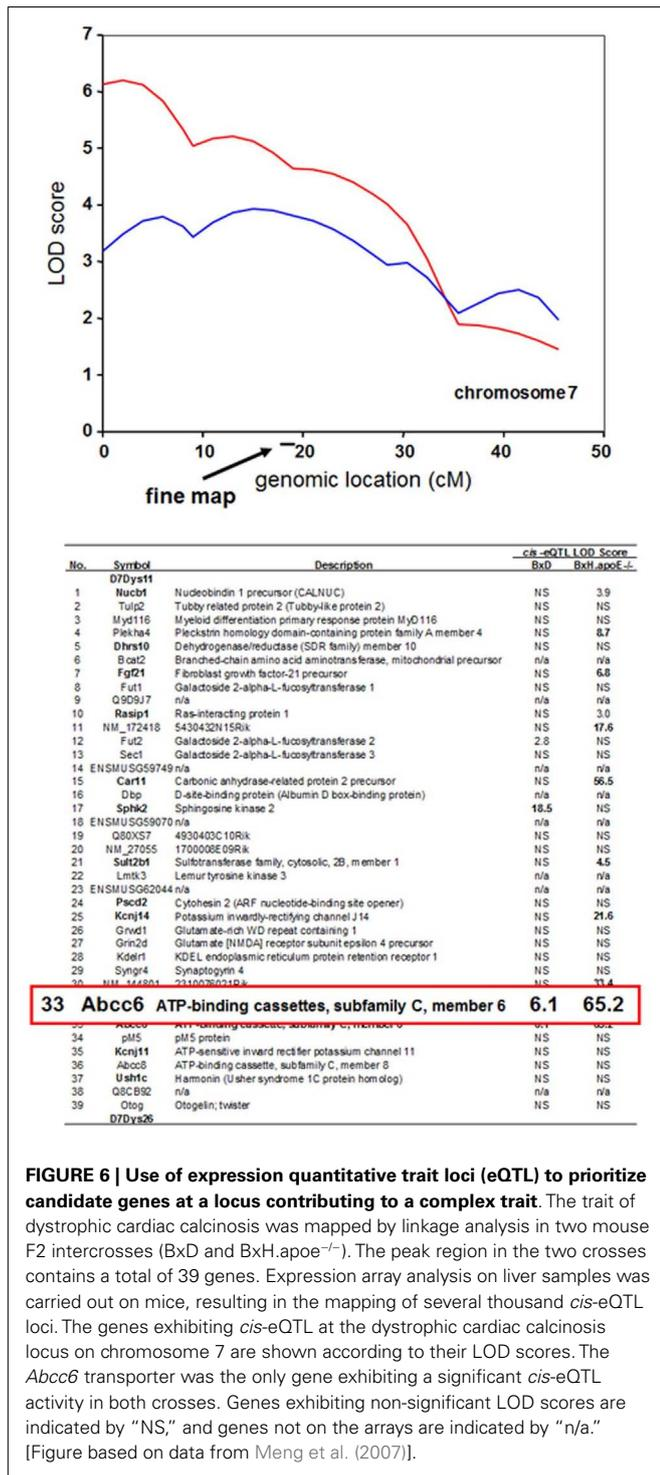 7
6
5
4
3
2
1
0
LOD score
chromosome 7
0 10 20 30 40 50
fine map
genomic location (cM)
cis-eQTL LOD Score
No. Symbol Description BxD BxH.apoE-/-
D7Dys11
1 Nucb1 Nucleobindin 1 precursor (CALNUC) NS 3.9
2 Tulp2 Tubby related protein 2 (Tubby-like protein 2) NS NS
3 Myd116 Myeloid differentiation primary response protein MyD116 NS NS
4 Plekha4 Pleckstrin homology domain-containing protein family A member 4 NS 8.7
5 Dhrs10 Dehydrogenase/reductase (SDR family) member 10 NS NS
6 Bcat2 Branched-chain amino acid aminotransferase, mitochondrial precursor n/a n/a
7 Fgf21 Fibroblast growth factor-21 precursor NS 6.8
8 Fut1 Galactoside 2-alpha-L-fucosyltransferase 1 NS NS
9 Q9D9J7 n/a n/a n/a
10 Rasip1 Ras-interacting protein 1 NS 3.0
11 NM_172418 5430432N15Rik NS 17.6
12 Fut2 Galactoside 2-alpha-L-fucosyltransferase 2 2.8 NS
13 Sec1 Galactoside 2-alpha-L-fucosyltransferase 3 NS NS
14 ENSMUSG59749 n/a n/a n/a
15 Car11 Carbonic anhydrase-related protein 2 precursor NS 56.5
16 Dbp D-site-binding protein (Albumin D box-binding protein) n/a n/a
17 Sphk2 Sphingosine kinase 2 18.5 NS
18 ENSMUSG59070 n/a n/a n/a
19 Q80XS7 4930403C10Rik NS NS
20 NM_27055 1700008E09Rik NS NS
21 Sult2b1 Sulfotransferase family, cytosolic, 2B, member 1 NS 4.5
22 Lmtk3 Lemur tyrosine kinase 3 n/a n/a
23 ENSMUSG62044 n/a n/a n/a
24 Pscd2 Cytohesin 2 (ARF nucleotide-binding site opener) NS NS
25 Kcnj14 Potassium inwardly-rectifying channel J14 NS 21.6
26 Grwd1 Glutamate-rich WD repeat containing 1 NS NS
27 Grin2d Glutamate [NMDA] receptor subunit epsilon 4 precursor NS NS
28 Kdelr1 KDEL endoplasmic reticulum protein retention receptor 1 NS NS
29 Syngr4 Synaptogyrin 4 NS NS
33 Abcc6 ATP-binding cassettes, subfamily C, member 6 6.1 65.2
34 pM5 pM5 protein NS NS
35 Kcnj11 ATP-sensitive inward rectifier potassium channel 11 NS NS
36 Abcc8 ATP-binding cassette, subfamily C, member 8 NS NS
37 Ush1c Harmonin (Usher syndrome 1C protein homolog) NS NS
38 Q8CB92 n/a n/a n/a
39 Otog Otogelin; twister NS NS
D7Dys26
FIGURE 6 | Use of expression quantitative trait loci (eQTL) to prioritize
candidate genes at a locus contributing to a complex trait. The trait of
dystrophic cardiac calcinosis was mapped by linkage analysis in two mouse
F2 intercrosses (BxD and BxH.apoe−/−). The peak region in the two crosses
contains a total of 39 genes. Expression array analysis on liver samples was
carried out on mice, resulting in the mapping of several thousand cis-eQTL
loci. The genes exhibiting cis-eQTL at the dystrophic cardiac calcinosis
locus on chromosome 7 are shown according to their LOD scores. The
Abcc6 transporter was the only gene exhibiting a significant cis-eQTL
activity in both crosses. Genes exhibiting non-significant LOD scores are
indicated by “NS,” and genes not on the arrays are indicated by “n/a.”
[Figure based on data from Meng et al. (2007)].